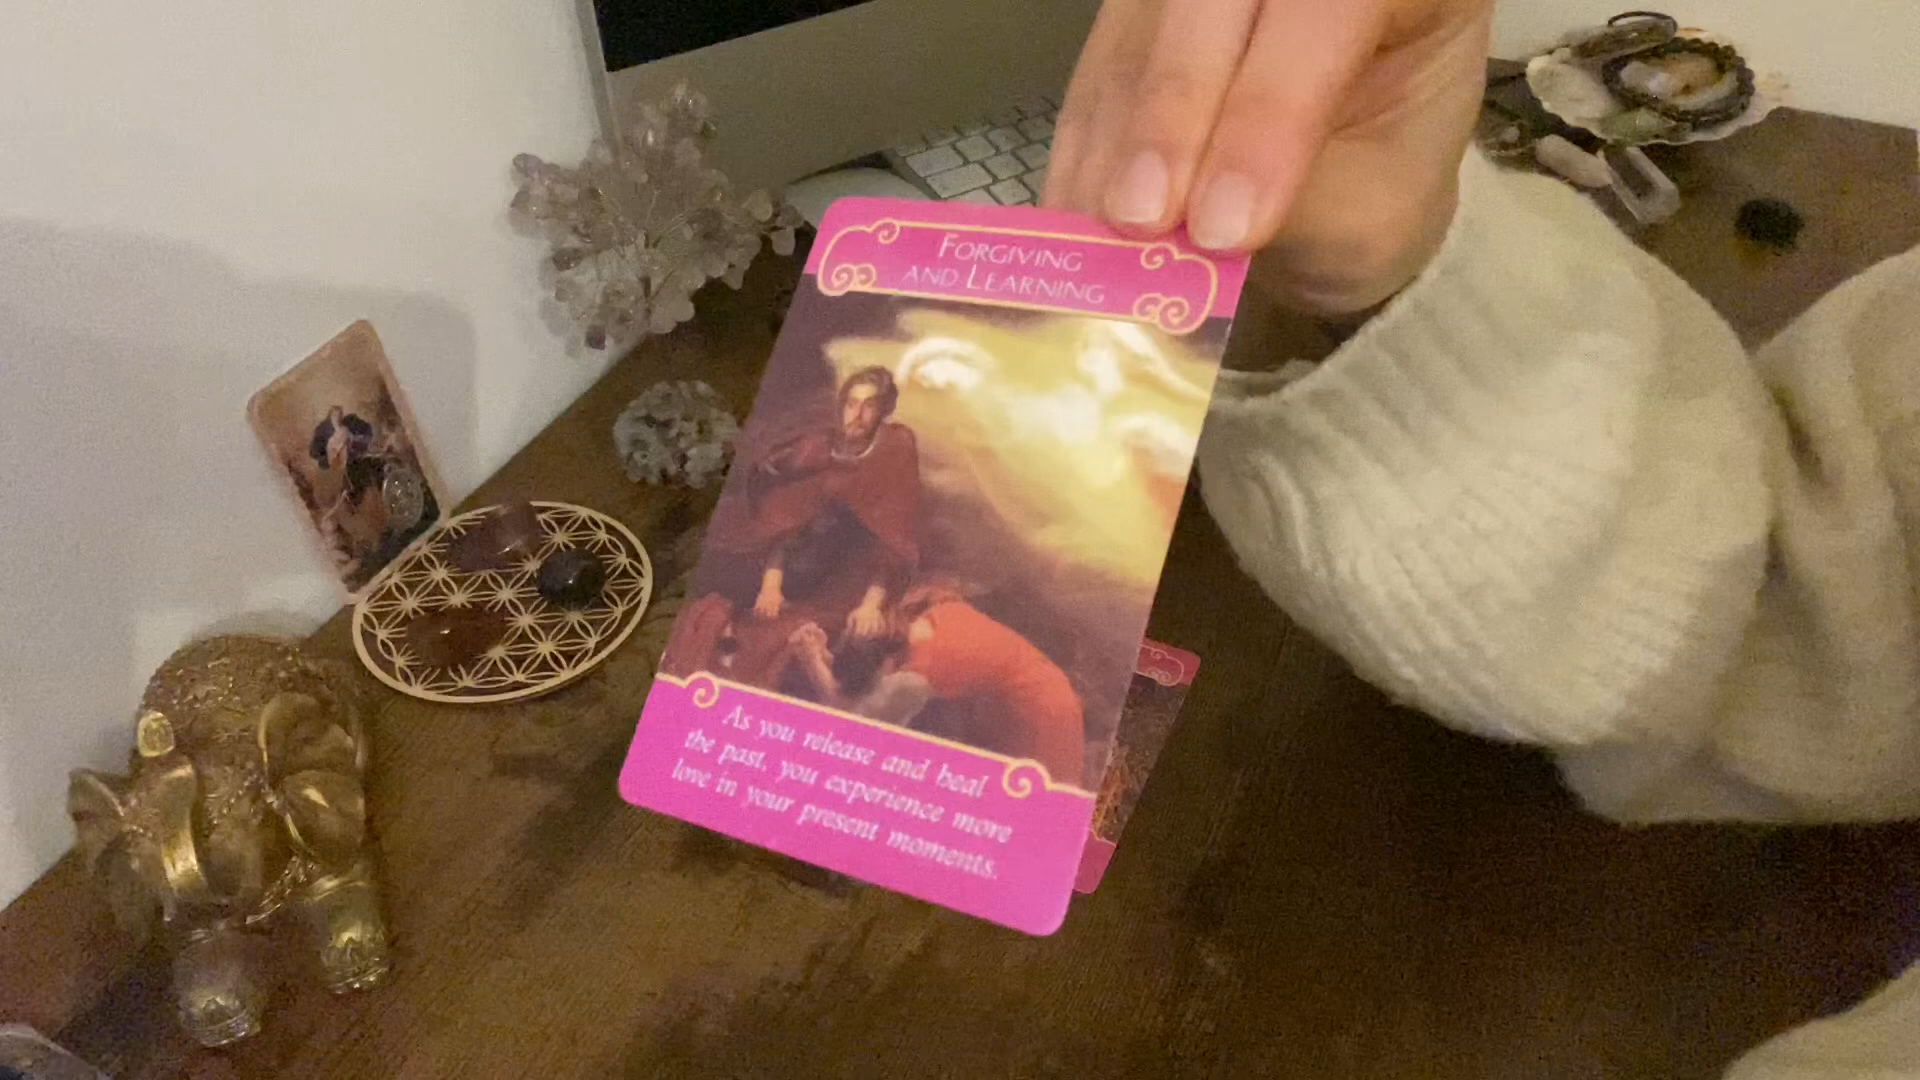 FORGIVING
AND LEARNING
As you release and heal
the past, you experience more
love in your present moments.